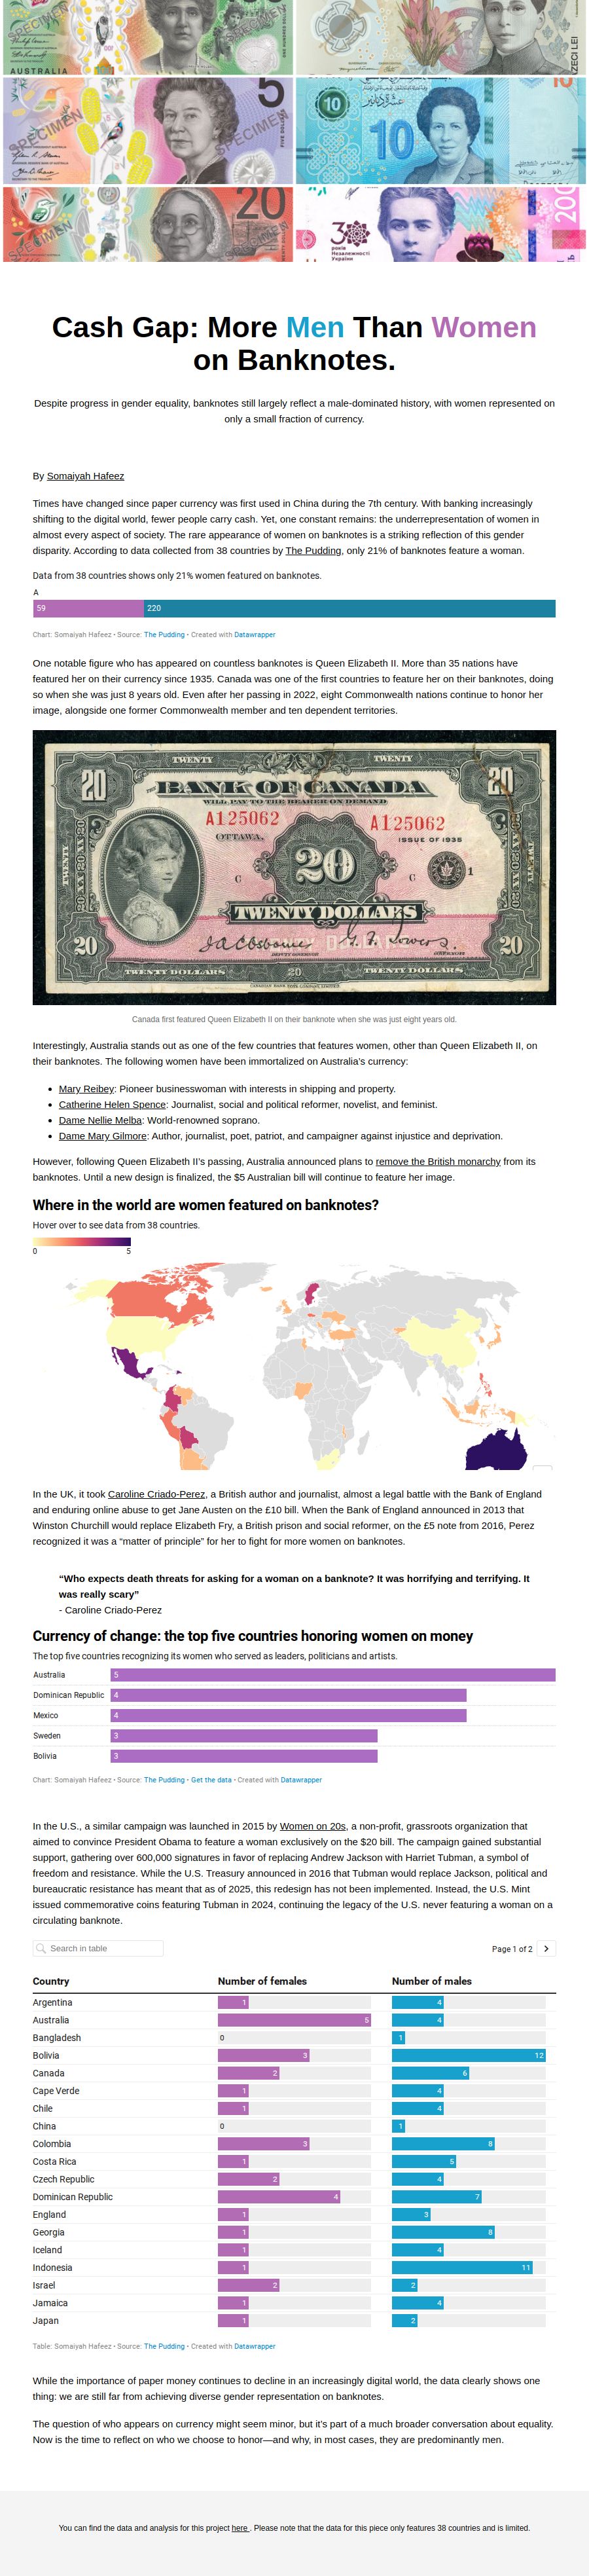 SPECIMEN
AUSTRALIA
ONE HUNDRED DOLLARS
ZECI LEI
5
FIVE DOLLARS
SPECIMEN
SPECIMEN
10
عشرة دنانير
10
10
20
SPECIMEN
SPECIMEN
30
років
Незалежності
України
200
Cash Gap: More Men Than Women
on Banknotes.
Despite progress in gender equality, banknotes still largely reflect a male-dominated history, with women represented on
only a small fraction of currency.
By Somaiyah Hafeez
Times have changed since paper currency was first used in China during the 7th century. With banking increasingly
shifting to the digital world, fewer people carry cash. Yet, one constant remains: the underrepresentation of women in
almost every aspect of society. The rare appearance of women on banknotes is a striking reflection of this gender
disparity. According to data collected from 38 countries by The Pudding, only 21% of banknotes feature a woman.
Data from 38 countries shows only 21% women featured on banknotes.
A
59 220
Chart: Somaiyah Hafeez • Source: The Pudding • Created with Datawrapper
One notable figure who has appeared on countless banknotes is Queen Elizabeth II. More than 35 nations have
featured her on their currency since 1935. Canada was one of the first countries to feature her on their banknotes, doing
so when she was just 8 years old. Even after her passing in 2022, eight Commonwealth nations continue to honor her
image, alongside one former Commonwealth member and ten dependent territories.
TWENTY TWENTY
20 20
THE BANK OF CANADA
WILL PAY TO THE BEARER ON DEMAND
A125062 A125062
OTTAWA, ISSUE OF 1935
C 20 C 1
TWENTY DOLLARS
20 20
TWENTY DOLLARS 20 TWENTY DOLLARS
Canada first featured Queen Elizabeth II on their banknote when she was just eight years old.
Interestingly, Australia stands out as one of the few countries that features women, other than Queen Elizabeth II, on
their banknotes. The following women have been immortalized on Australia’s currency:
• Mary Reibey: Pioneer businesswoman with interests in shipping and property.
• Catherine Helen Spence: Journalist, social and political reformer, novelist, and feminist.
• Dame Nellie Melba: World-renowned soprano.
• Dame Mary Gilmore: Author, journalist, poet, patriot, and campaigner against injustice and deprivation.
However, following Queen Elizabeth II’s passing, Australia announced plans to remove the British monarchy from its
banknotes. Until a new design is finalized, the $5 Australian bill will continue to feature her image.
Where in the world are women featured on banknotes?
Hover over to see data from 38 countries.
0 5
In the UK, it took Caroline Criado-Perez, a British author and journalist, almost a legal battle with the Bank of England
and enduring online abuse to get Jane Austen on the £10 bill. When the Bank of England announced in 2013 that
Winston Churchill would replace Elizabeth Fry, a British prison and social reformer, on the £5 note from 2016, Perez
recognized it was a “matter of principle” for her to fight for more women on banknotes.
“Who expects death threats for asking for a woman on a banknote? It was horrifying and terrifying. It
was really scary”
- Caroline Criado-Perez
Currency of change: the top five countries honoring women on money
The top five countries recognizing its women who served as leaders, politicians and artists.
Australia 5
Dominican Republic 4
Mexico 4
Sweden 3
Bolivia 3
Chart: Somaiyah Hafeez • Source: The Pudding • Get the data • Created with Datawrapper
In the U.S., a similar campaign was launched in 2015 by Women on 20s, a non-profit, grassroots organization that
aimed to convince President Obama to feature a woman exclusively on the $20 bill. The campaign gained substantial
support, gathering over 600,000 signatures in favor of replacing Andrew Jackson with Harriet Tubman, a symbol of
freedom and resistance. While the U.S. Treasury announced in 2016 that Tubman would replace Jackson, political and
bureaucratic resistance has meant that as of 2025, this redesign has not been implemented. Instead, the U.S. Mint
issued commemorative coins featuring Tubman in 2024, continuing the legacy of the U.S. never featuring a woman on a
circulating banknote.
Search in table Page 1 of 2 >
Country Number of females Number of males
Argentina 1 4
Australia 5 4
Bangladesh 0 1
Bolivia 3 12
Canada 2 6
Cape Verde 1 4
Chile 1 4
China 0 1
Colombia 3 8
Costa Rica 1 5
Czech Republic 2 4
Dominican Republic 4 7
England 1 3
Georgia 1 8
Iceland 1 4
Indonesia 1 11
Israel 2 2
Jamaica 1 4
Japan 1 2
Table: Somaiyah Hafeez • Source: The Pudding • Created with Datawrapper
While the importance of paper money continues to decline in an increasingly digital world, the data clearly shows one
thing: we are still far from achieving diverse gender representation on banknotes.
The question of who appears on currency might seem minor, but it’s part of a much broader conversation about equality.
Now is the time to reflect on who we choose to honor—and why, in most cases, they are predominantly men.
You can find the data and analysis for this project here . Please note that the data for this piece only features 38 countries and is limited.